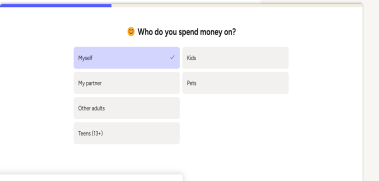 Who do you spend money on?
Myself
Kids
My partner
Pets
Other adults
Teens (13+)